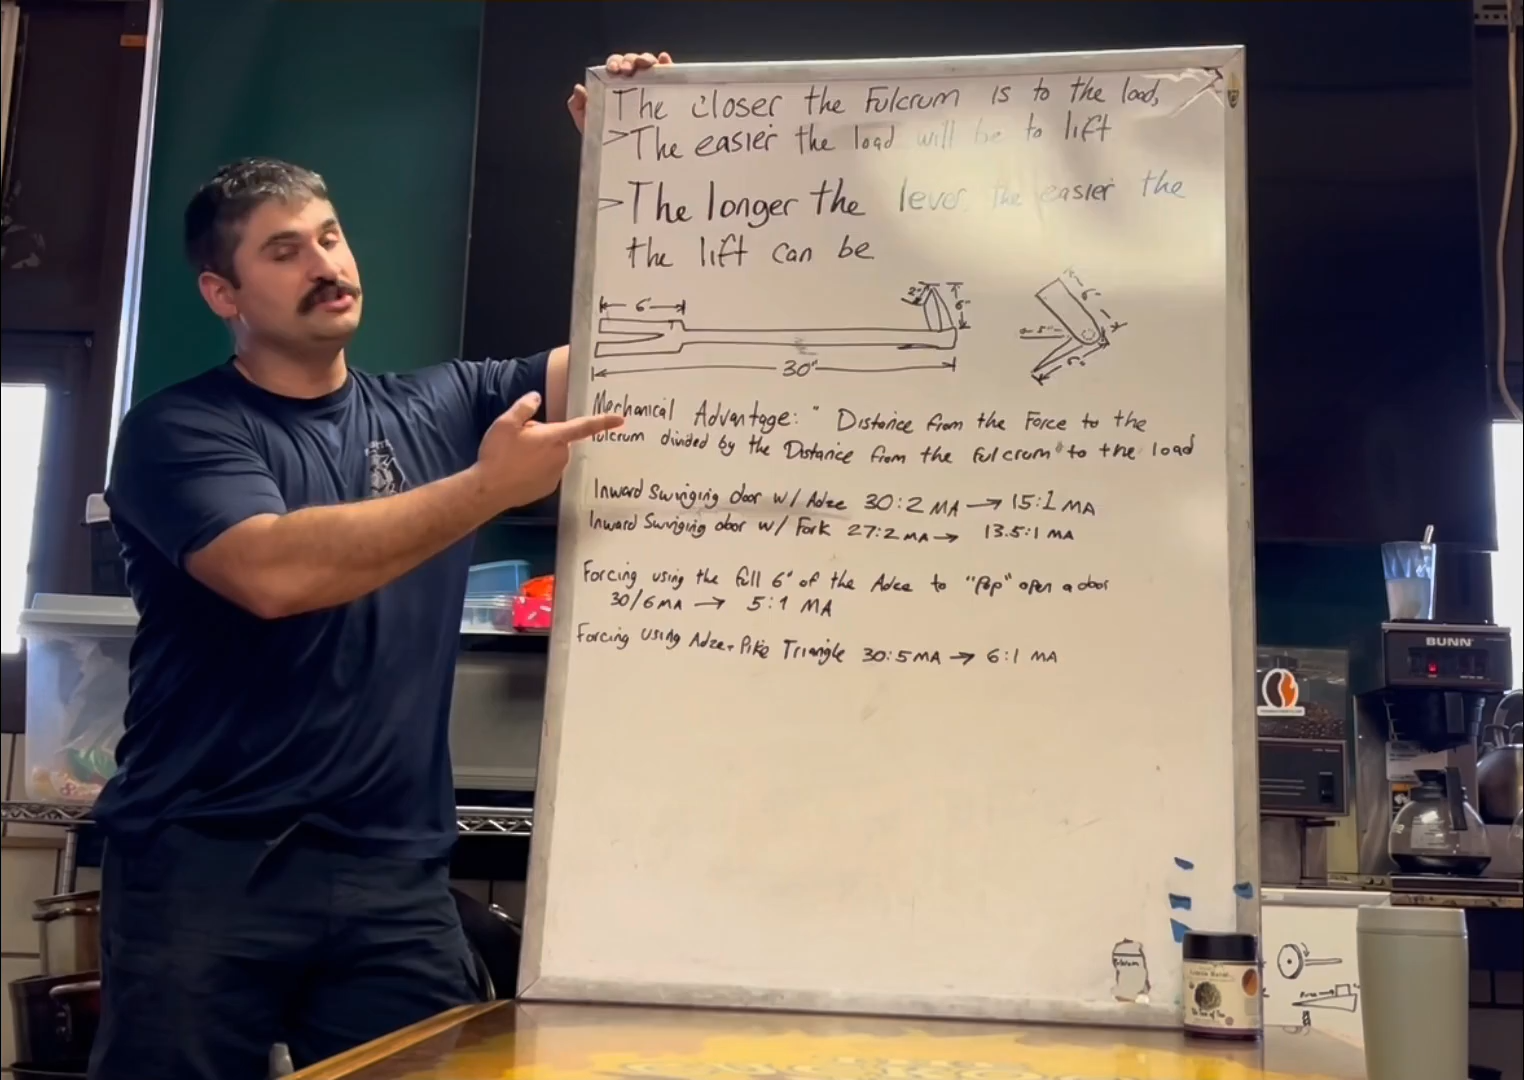 The closer the Fulcrum is to the load,
> The easier the load will be to lift
> The longer the lever the easier the
the lift can be
6"
2"
6"
6"
5"
6"
30"
Mechanical Advantage: " Distance from the Force to the
fulcrum divided by the Distance from the fulcrum" to the load
Inward Swinging door w/ Adze 30:2 MA → 15:1 MA
Inward Swinging door w/ Fork 27:2 MA → 13.5:1 MA
Forcing using the full 6" of the Adze to "Pop" open a door
30/6 MA → 5:1 MA
Forcing using Adze + Pike Triangle 30:5 MA → 6:1 MA
BUNN